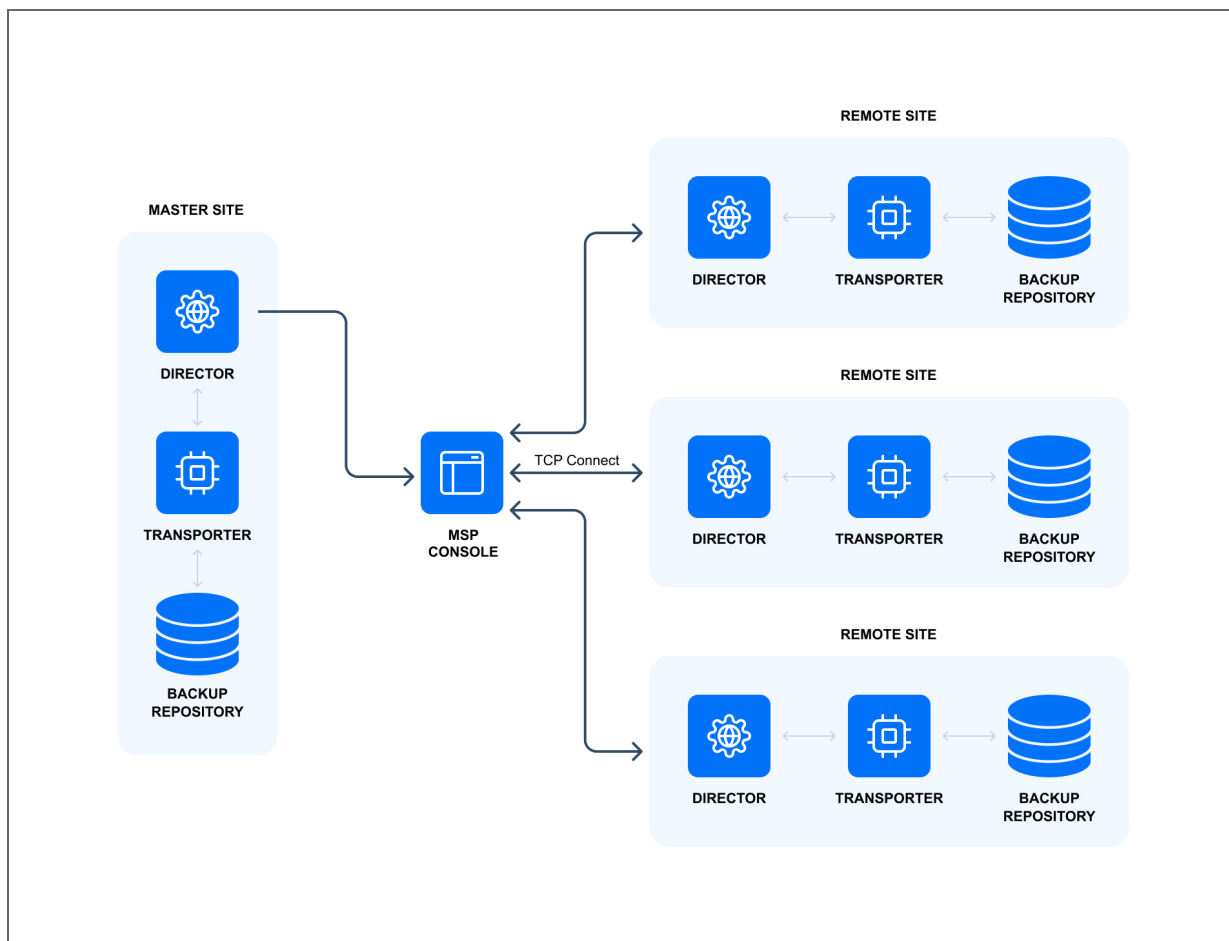 MASTER SITE
DIRECTOR
TRANSPORTER
BACKUP
REPOSITORY
MSP
CONSOLE
TCP Connect
REMOTE SITE
DIRECTOR
TRANSPORTER
BACKUP
REPOSITORY
REMOTE SITE
DIRECTOR
TRANSPORTER
BACKUP
REPOSITORY
REMOTE SITE
DIRECTOR
TRANSPORTER
BACKUP
REPOSITORY